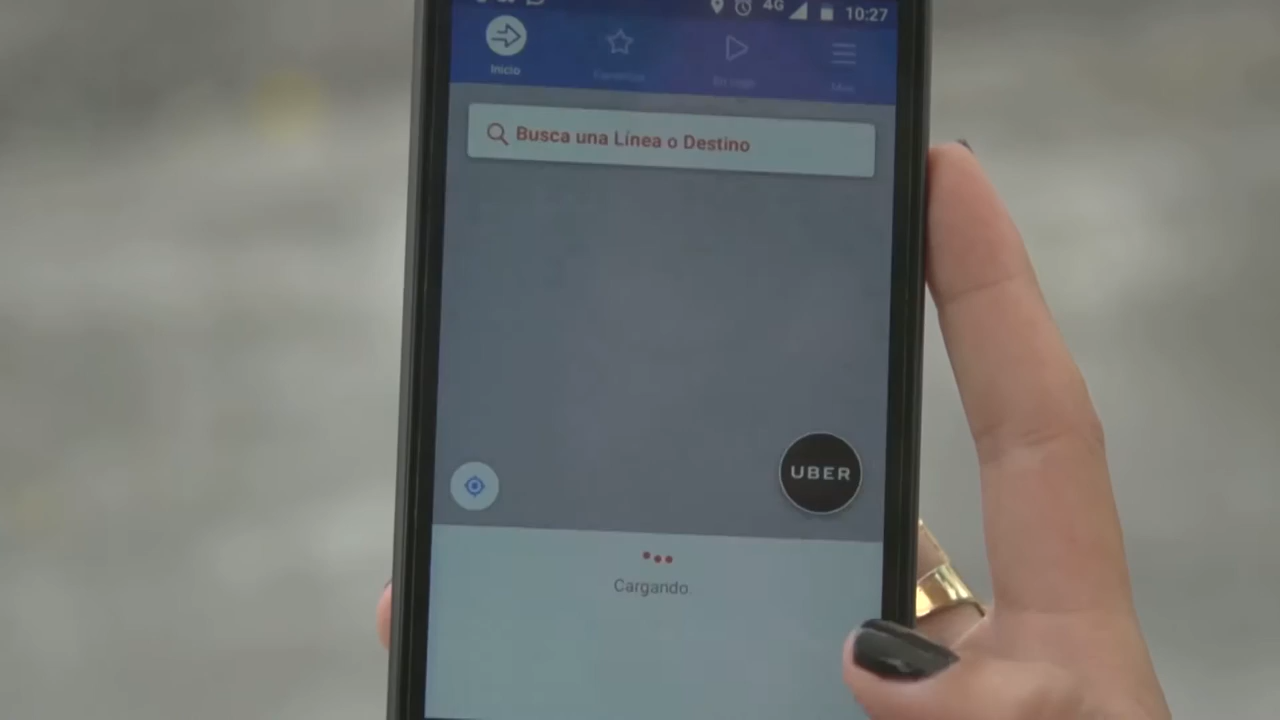 4G 10:27
Inicio
Busca una Línea o Destino
UBER
Cargando.